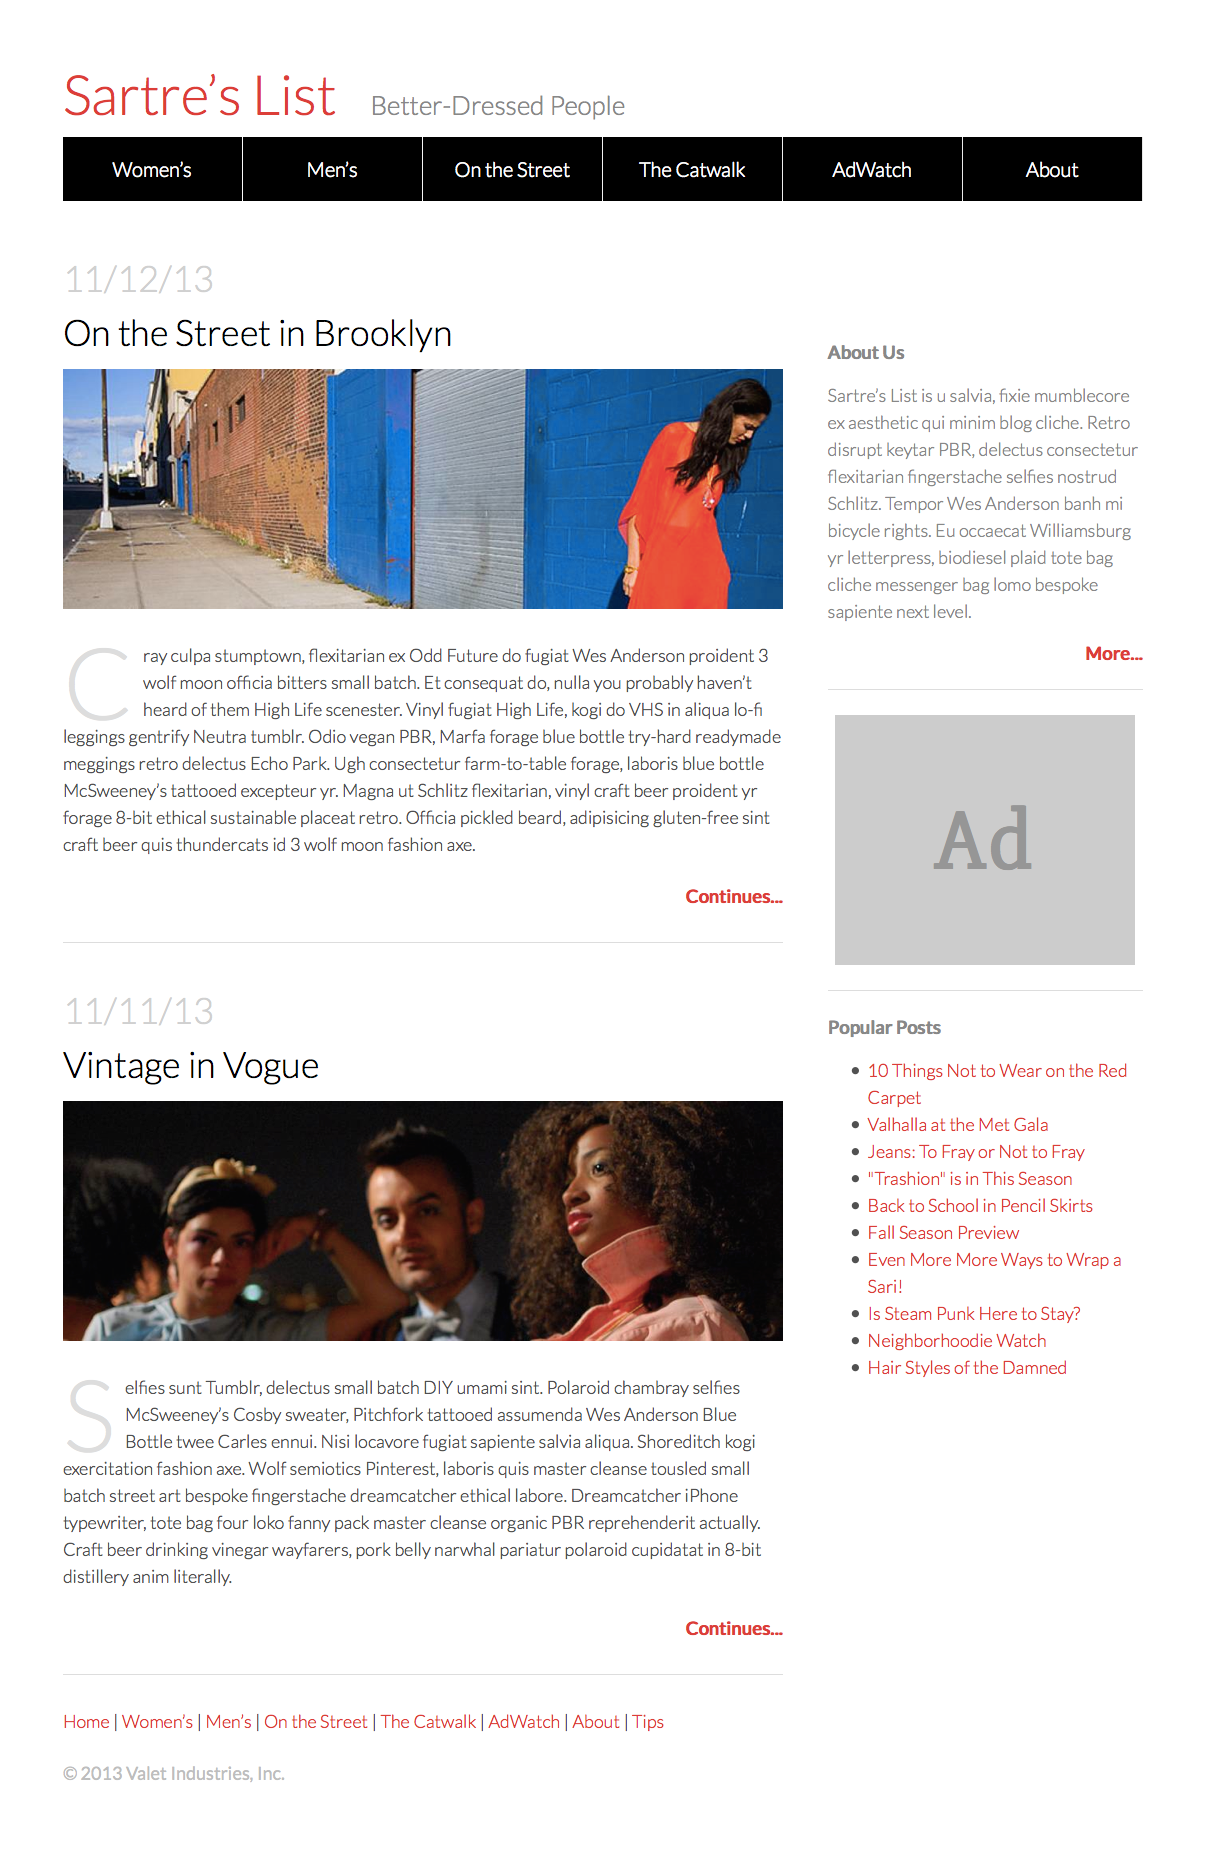 Sartre’s List
Better-Dressed People
Women’s
Men’s
On the Street
The Catwalk
AdWatch
About
11/12/13
On the Street in Brooklyn
Cray culpa stumptown, flexitarian ex Odd Future do fugiat Wes Anderson proident 3
wolf moon officia bitters small batch. Et consequat do, nulla you probably haven’t
heard of them High Life scenester. Vinyl fugiat High Life, kogi do VHS in aliqua lo-fi
leggings gentrify Neutra tumblr. Odio vegan PBR, Marfa forage blue bottle try-hard readymade
meggings retro delectus Echo Park. Ugh consectetur farm-to-table forage, laboris blue bottle
McSweeney’s tattooed excepteur yr. Magna ut Schlitz flexitarian, vinyl craft beer proident yr
forage 8-bit ethical sustainable placeat retro. Officia pickled beard, adipisicing gluten-free sint
craft beer quis thundercats id 3 wolf moon fashion axe.
Continues...
11/11/13
Vintage in Vogue
Selfies sunt Tumblr, delectus small batch DIY umami sint. Polaroid chambray selfies
McSweeney’s Cosby sweater, Pitchfork tattooed assumenda Wes Anderson Blue
Bottle twee Carles ennui. Nisi locavore fugiat sapiente salvia aliqua. Shoreditch kogi
exercitation fashion axe. Wolf semiotics Pinterest, laboris quis master cleanse tousled small
batch street art bespoke fingerstache dreamcatcher ethical labore. Dreamcatcher iPhone
typewriter, tote bag four loko fanny pack master cleanse organic PBR reprehenderit actually.
Craft beer drinking vinegar wayfarers, pork belly narwhal pariatur polaroid cupidatat in 8-bit
distillery anim literally.
Continues...
About Us
Sartre’s List is u salvia, fixie mumblecore
ex aesthetic qui minim blog cliche. Retro
disrupt keytar PBR, delectus consectetur
flexitarian fingerstache selfies nostrud
Schlitz. Tempor Wes Anderson banh mi
bicycle rights. Eu occaecat Williamsburg
yr letterpress, biodiesel plaid tote bag
cliche messenger bag lomo bespoke
sapiente next level.
More...
Ad
Popular Posts
• 10 Things Not to Wear on the Red
Carpet
• Valhalla at the Met Gala
• Jeans: To Fray or Not to Fray
• "Trashion" is in This Season
• Back to School in Pencil Skirts
• Fall Season Preview
• Even More More Ways to Wrap a
Sari!
• Is Steam Punk Here to Stay?
• Neighborhoodie Watch
• Hair Styles of the Damned
Home | Women’s | Men’s | On the Street | The Catwalk | AdWatch | About | Tips
© 2013 Valet Industries, Inc.